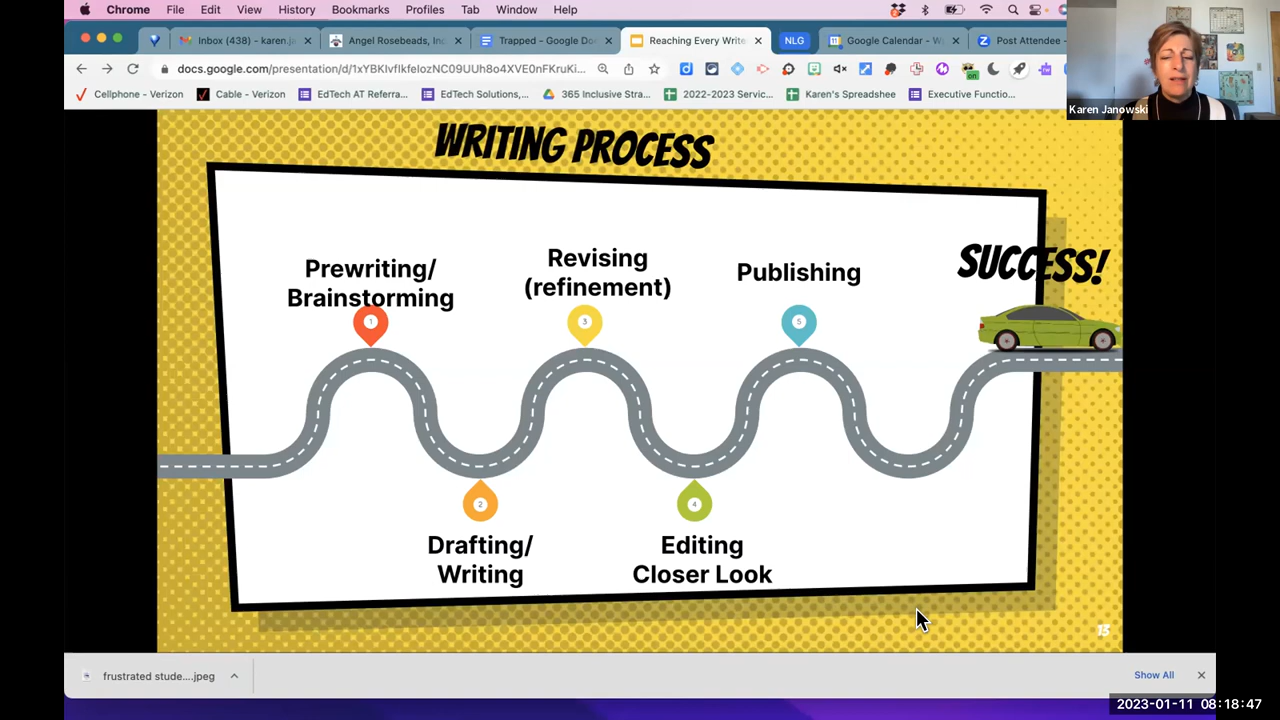 Chrome File Edit View History Bookmarks Profiles Tab Window Help
Inbox (438) - karen.ja
Angel Rosebeads, In
Trapped - Google Do
Reaching Every Write
NLG
Google Calendar - W
Post Attendee -
docs.google.com/presentation/d/
Cellphone - Verizon
Cable - Verizon
EdTech AT Referra...
EdTech Solutions,...
365 Inclusive Stra...
2022-2023 Servic...
Karen's Spreadshee
Executive Functio...
Karen Janowski
WRITING PROCESS
Prewriting/
Brainstorming
Revising
(refinement)
Publishing
SUCCESS!
1
3
5
2
4
Drafting/
Writing
Editing
Closer Look
13
frustrated stude....jpeg
Show All
2023-01-11 08:18:47